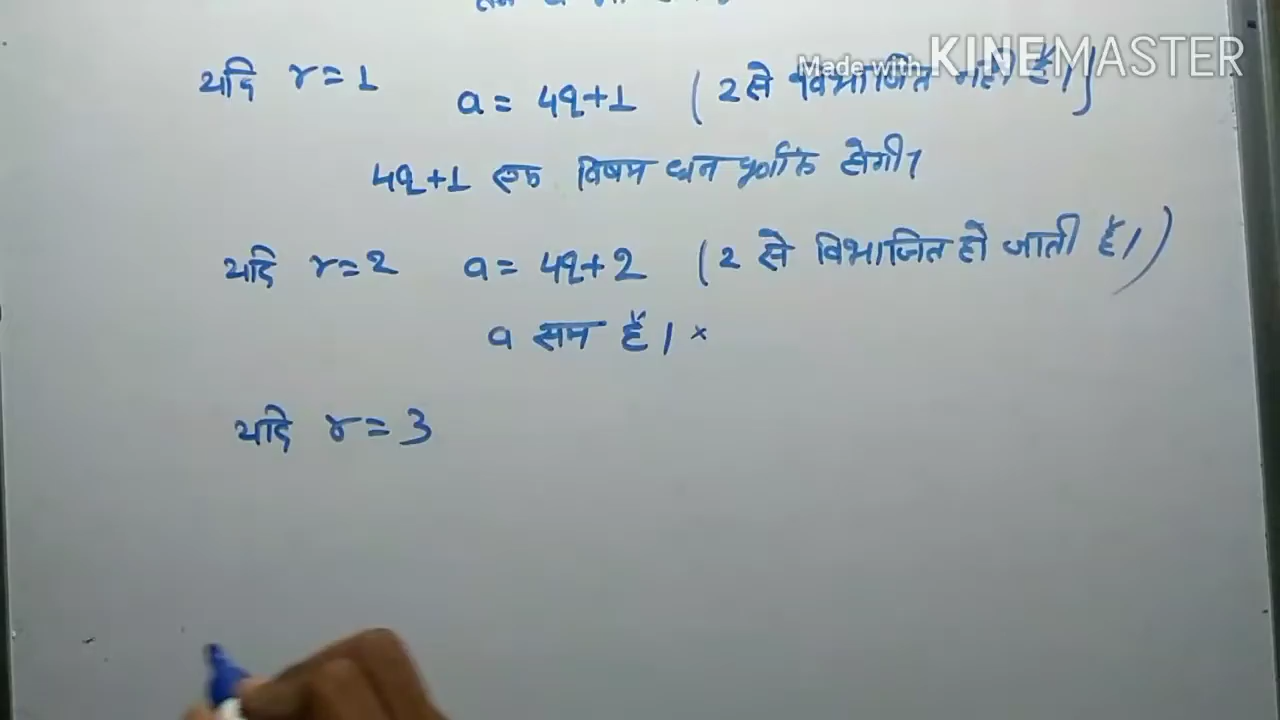 Made with KINEMASTER
यदि r = 1 a = 4q+1 (2 से विभाजित नही है।)
4q+1 एक विषम धन पूर्णांक होगी।
यदि r = 2 a = 4q+2 (2 से विभाजित हो जाती है।)
a सम है। ×
यदि r = 3